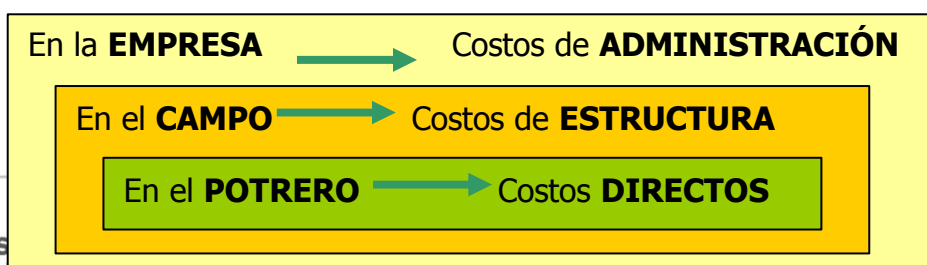 En la EMPRESA Costos de ADMINISTRACIÓN
En el CAMPO Costos de ESTRUCTURA
En el POTRERO Costos DIRECTOS